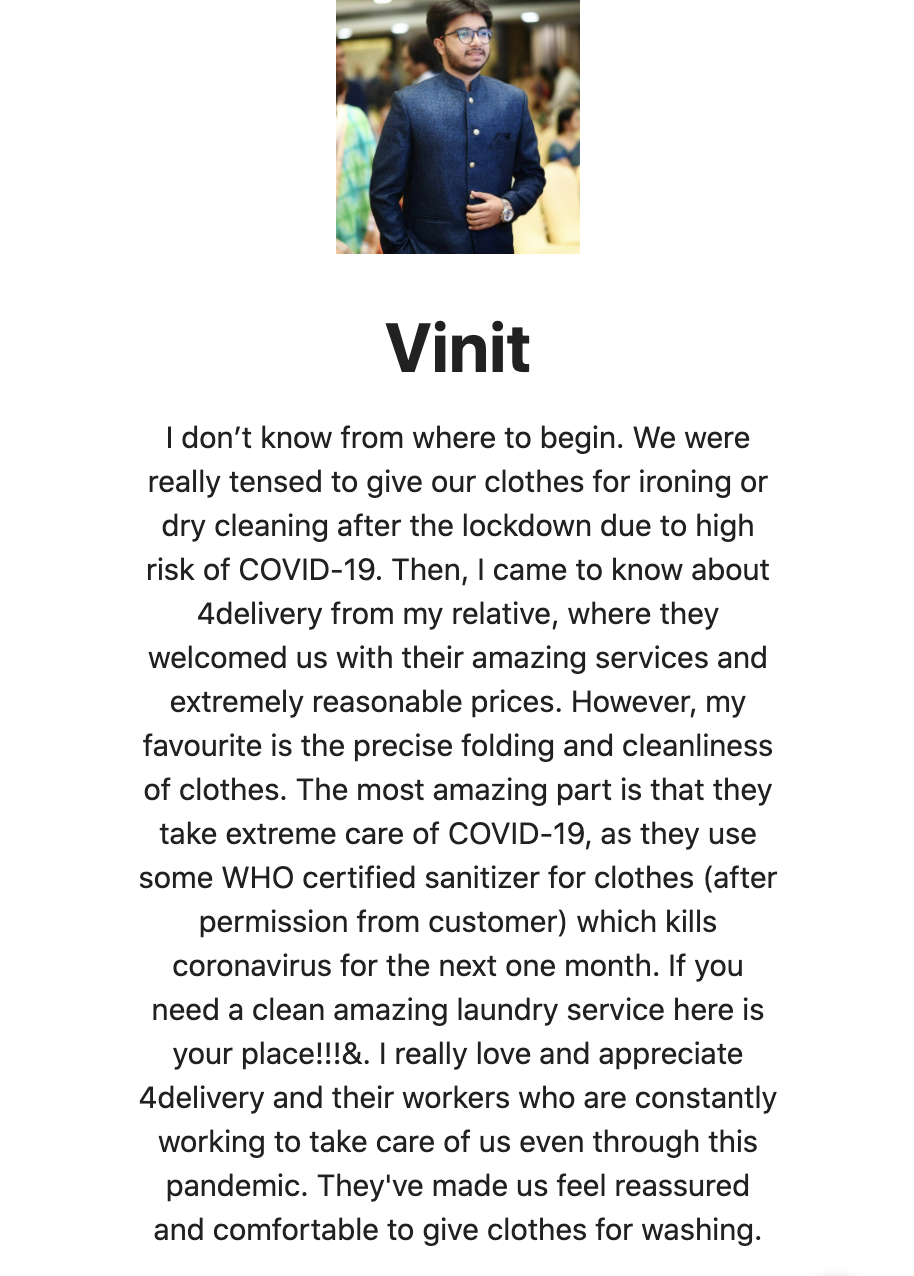 Vinit
I don’t know from where to begin. We were
really tensed to give our clothes for ironing or
dry cleaning after the lockdown due to high
risk of COVID-19. Then, I came to know about
4delivery from my relative, where they
welcomed us with their amazing services and
extremely reasonable prices. However, my
favourite is the precise folding and cleanliness
of clothes. The most amazing part is that they
take extreme care of COVID-19, as they use
some WHO certified sanitizer for clothes (after
permission from customer) which kills
coronavirus for the next one month. If you
need a clean amazing laundry service here is
your place!!!&. I really love and appreciate
4delivery and their workers who are constantly
working to take care of us even through this
pandemic. They've made us feel reassured
and comfortable to give clothes for washing.